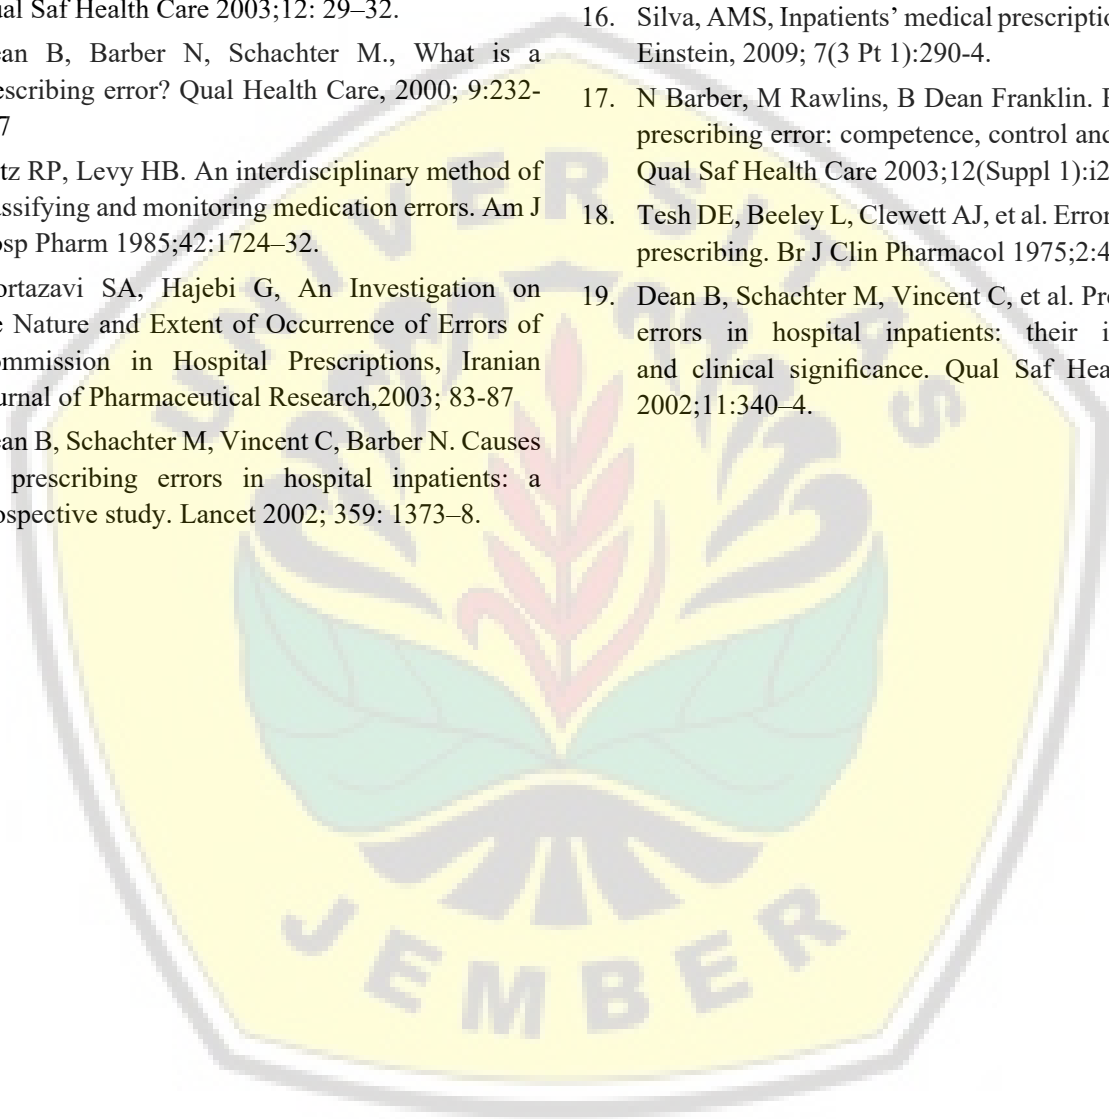 ual Saf Health Care 2003;12: 29–32.
ean B, Barber N, Schachter M., What is a
escribing error? Qual Health Care, 2000; 9:232-
7
tz RP, Levy HB. An interdisciplinary method of
assifying and monitoring medication errors. Am J
osp Pharm 1985;42:1724–32.
ortazavi SA, Hajebi G, An Investigation on
e Nature and Extent of Occurrence of Errors of
ommission in Hospital Prescriptions, Iranian
urnal of Pharmaceutical Research,2003; 83-87
ean B, Schachter M, Vincent C, Barber N. Causes
prescribing errors in hospital inpatients: a
ospective study. Lancet 2002; 359: 1373–8.
16. Silva, AMS, Inpatients’ medical prescriptio
Einstein, 2009; 7(3 Pt 1):290-4.
17. N Barber, M Rawlins, B Dean Franklin.
prescribing error: competence, control and
Qual Saf Health Care 2003;12(Suppl 1):i2
18. Tesh DE, Beeley L, Clewett AJ, et al. Error
prescribing. Br J Clin Pharmacol 1975;2:4
19. Dean B, Schachter M, Vincent C, et al. Pre
errors in hospital inpatients: their i
and clinical significance. Qual Saf Hea
2002;11:340–4.
UNIVERSITAS
JEMBER